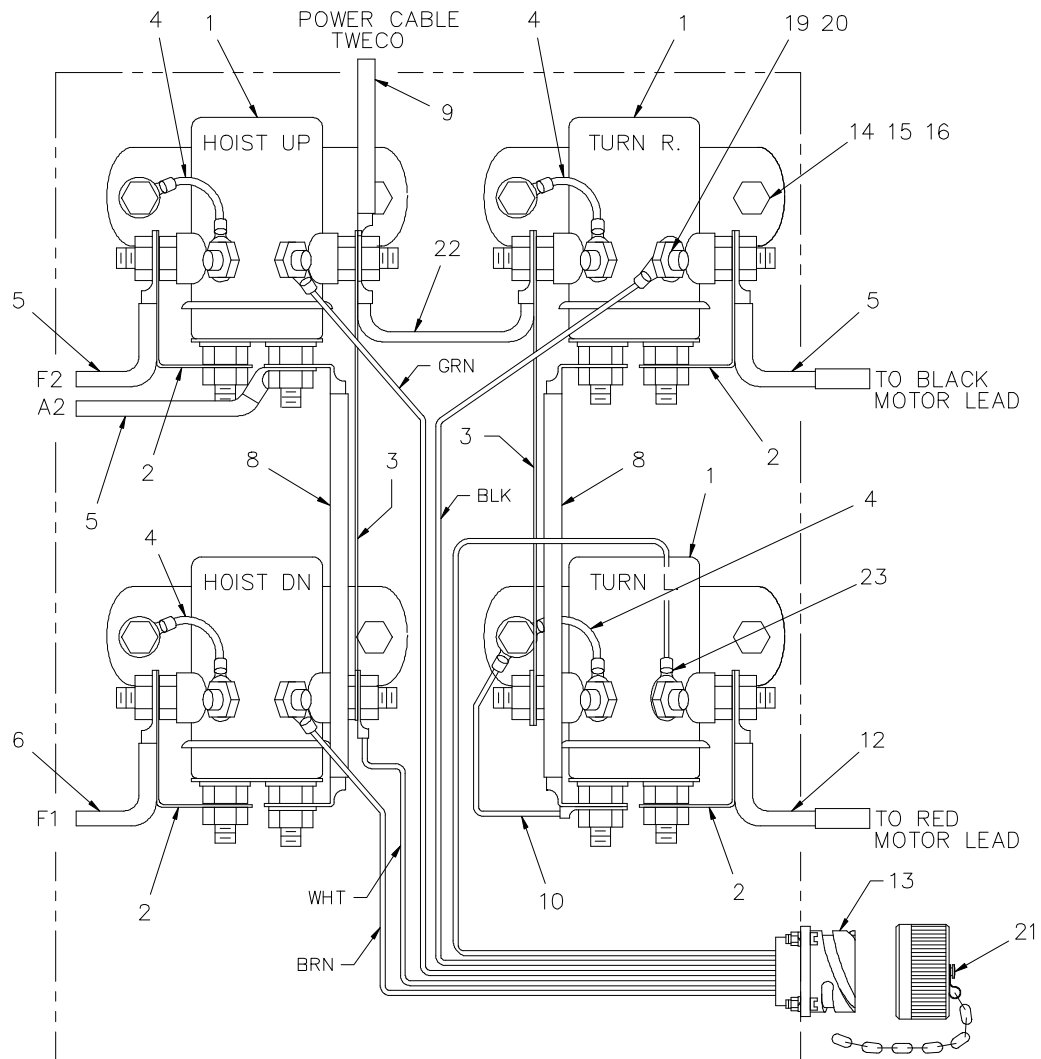 4
1
POWER CABLE
TWECO
4
1
19 20
9
HOIST UP
TURN R.
14 15 16
22
5
5
GRN
F2
2
A2
TO BLACK
MOTOR LEAD
2
3
8
3
8
2
1
5
BLK
4
4
HOIST DN
TURN L.
23
6
12
F1
TO RED
MOTOR LEAD
WHT
2
10
2
13
BRN
21